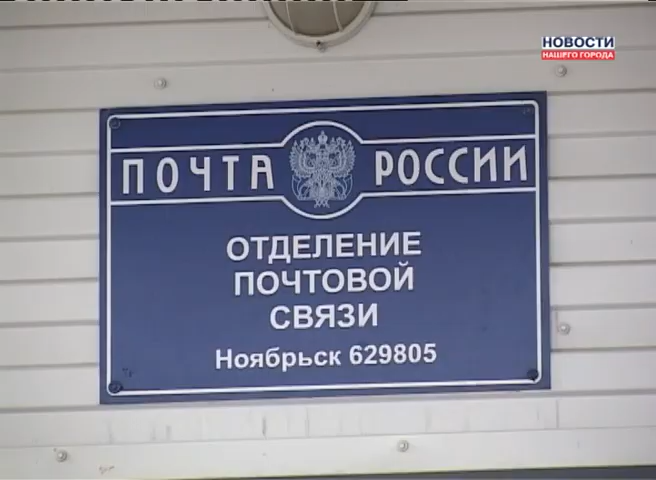 НОВОСТИ
НАШЕГО ГОРОДА
ПОЧТА РОССИИ
ОТДЕЛЕНИЕ
ПОЧТОВОЙ
СВЯЗИ
Ноябрьск 629805